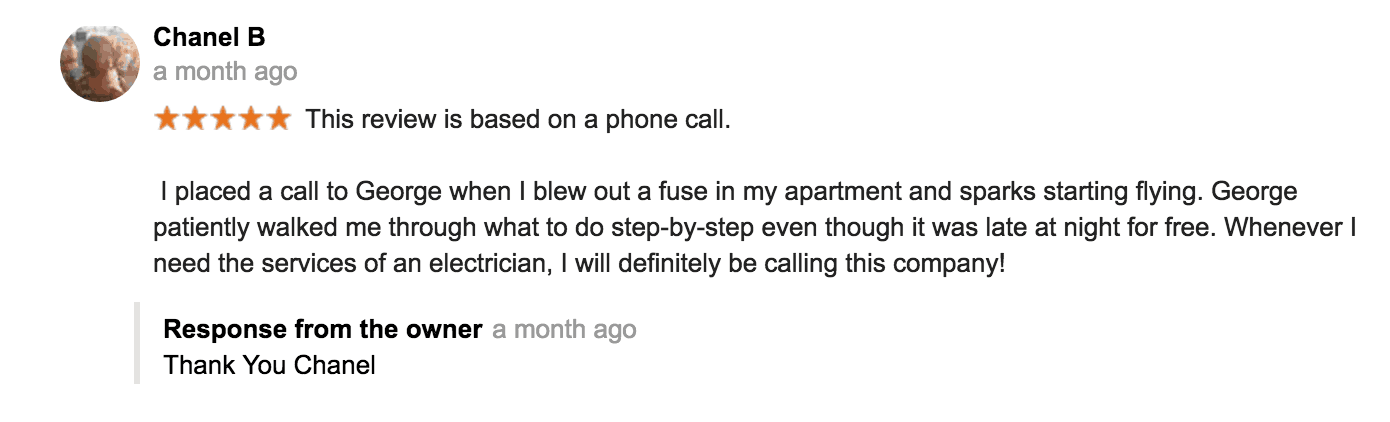 Chanel B
a month ago
This review is based on a phone call.
I placed a call to George when I blew out a fuse in my apartment and sparks starting flying. George
patiently walked me through what to do step-by-step even though it was late at night for free. Whenever I
need the services of an electrician, I will definitely be calling this company!
Response from the owner a month ago
Thank You Chanel